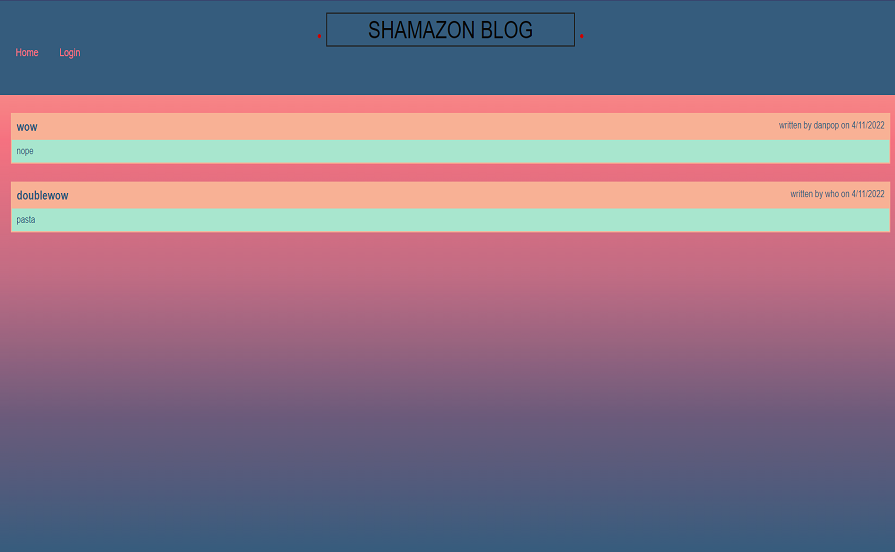 SHAMAZON BLOG
Home Login
wow written by danpop on 4/11/2022
nope
doublewow written by who on 4/11/2022
pasta